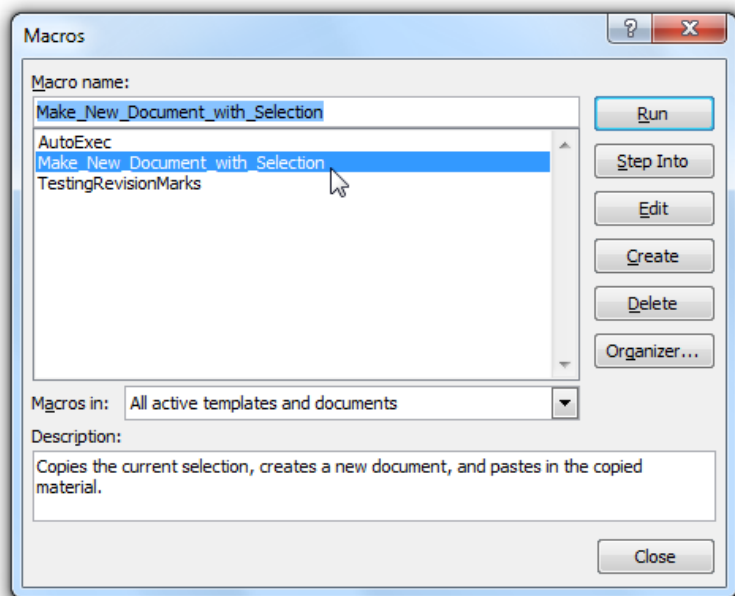 Macros
Macro name:
Make_New_Document_with_Selection
Run
AutoExec
Make_New_Document_with_Selection
TestingRevisionMarks
Step Into
Edit
Create
Delete
Organizer...
Macros in: All active templates and documents
Description:
Copies the current selection, creates a new document, and pastes in the copied
material.
Close